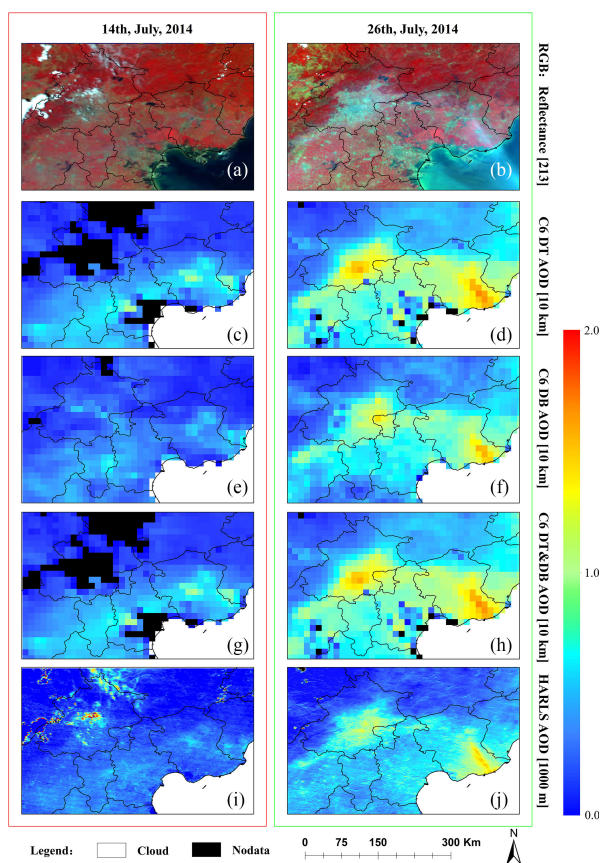 14th, July, 2014
26th, July, 2014
RGB: Reflectance [213]
(a)
(b)
C6 DT AOD [10 km]
(c)
(d)
C6 DB AOD [10 km]
(e)
(f)
C6 DT&DB AOD [10 km]
(g)
(h)
HARLS AOD [1000 m]
(i)
(j)
2.0
1.0
0.0
Legend:
Cloud
Nodata
0 75 150 300 Km
N